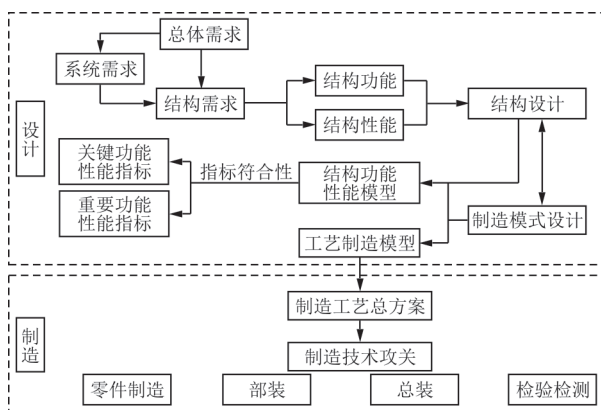 总体需求
系统需求
结构需求
结构功能
结构性能
结构设计
设
计
关键功能
性能指标
指标符合性
结构功能
性能模型
重要功能
性能指标
制造模式设计
工艺制造模型
制
造
制造工艺总方案
制造技术攻关
零件制造
部装
总装
检验检测